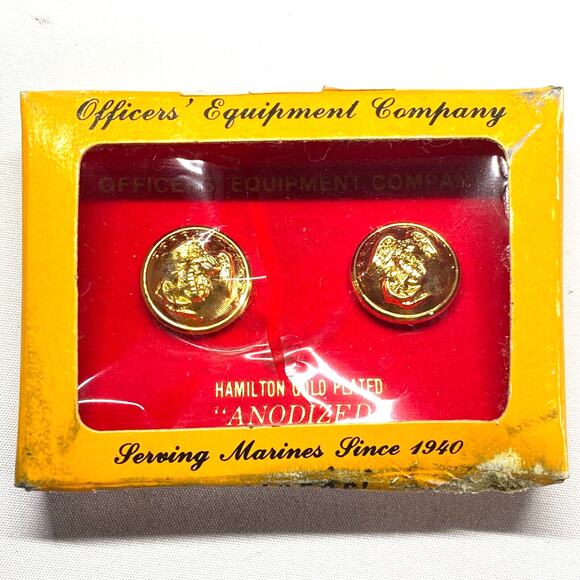 Officers' Equipment Company
OFFICERS' EQUIPMENT COMPANY
HAMILTON GOLD PLATED
"ANODIZED"
Serving Marines Since 1940